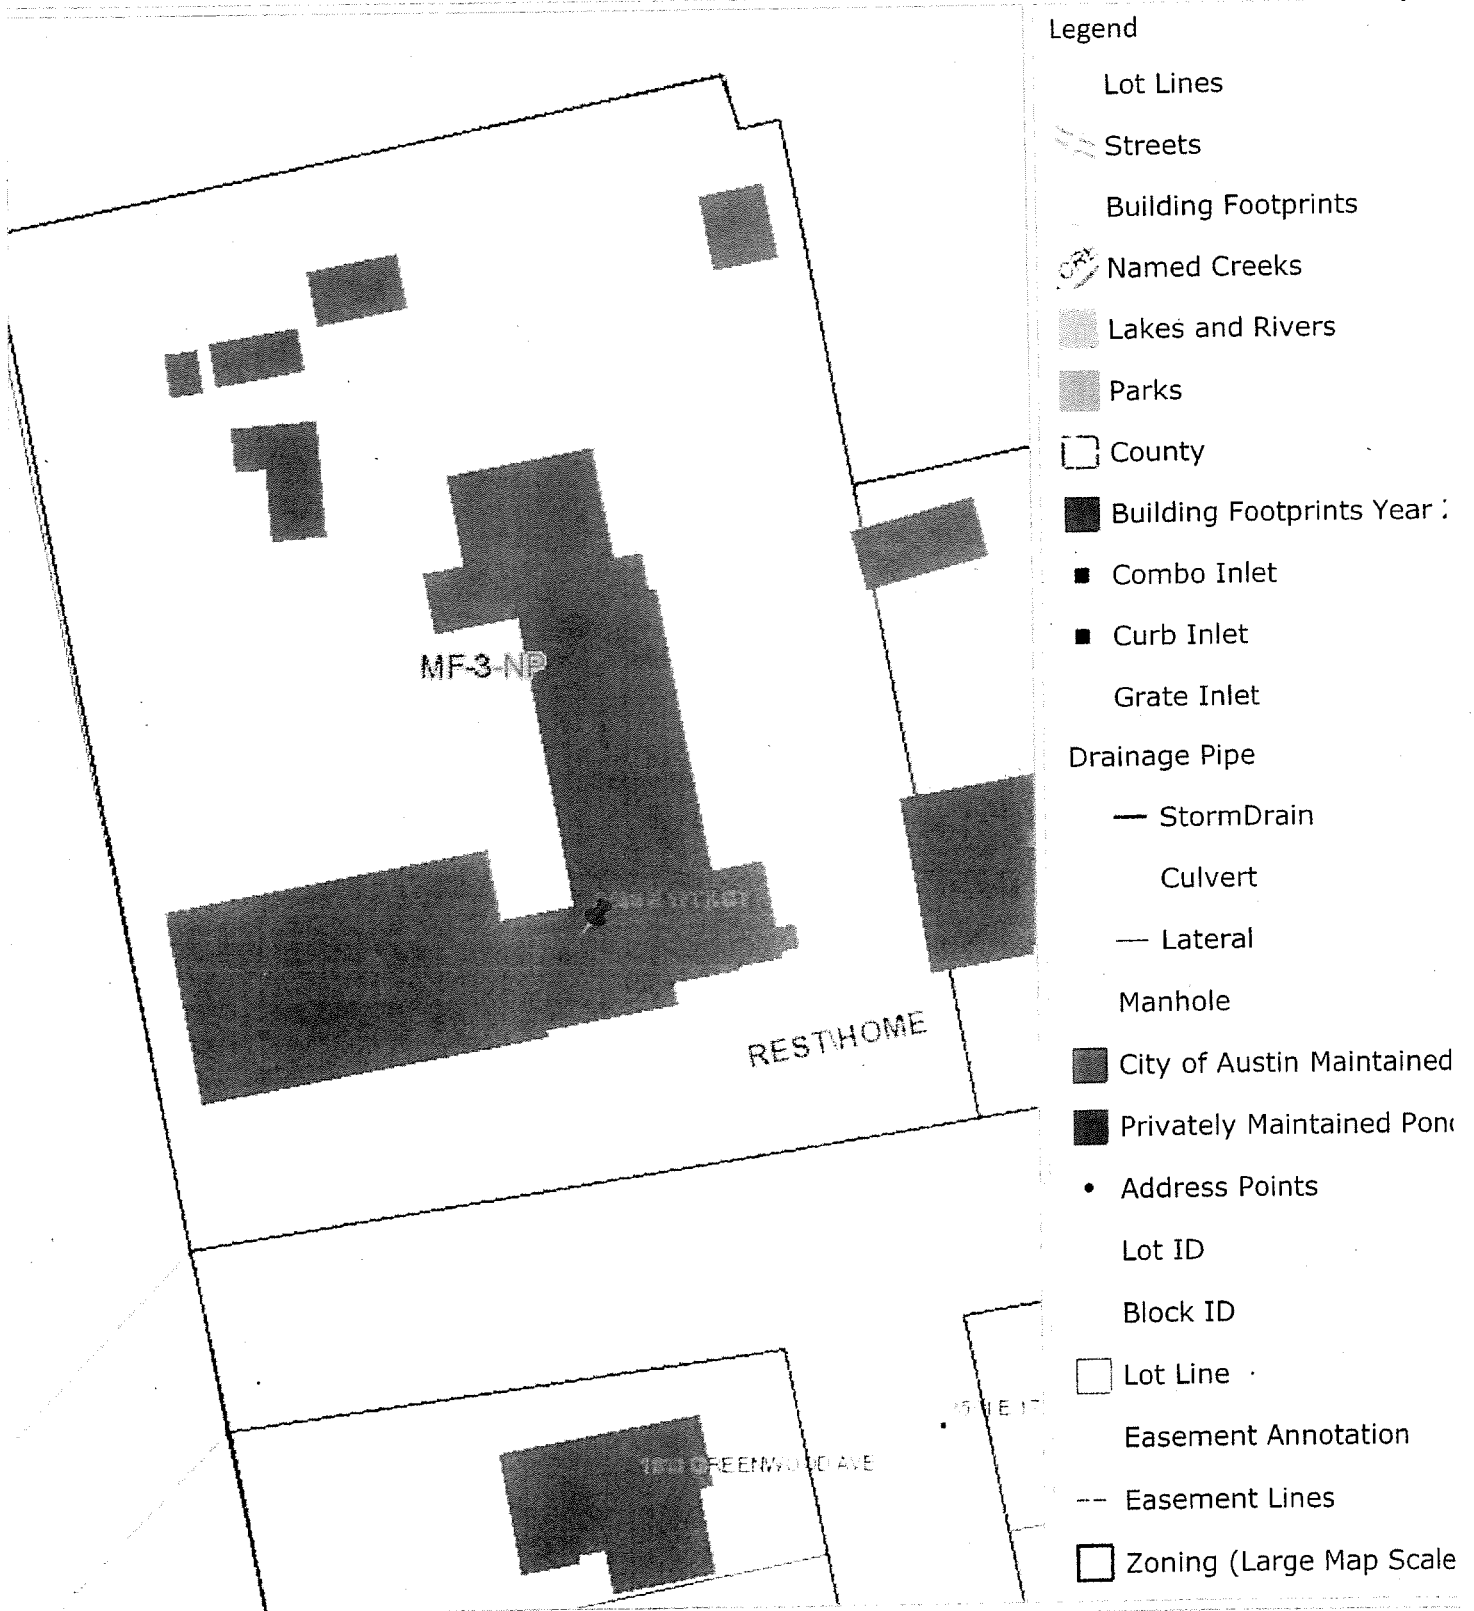 MF-3-NP
REST\HOME
GREENWOOD AVE
Legend
Lot Lines
Streets
Building Footprints
Named Creeks
Lakes and Rivers
Parks
County
Building Footprints Year
Combo Inlet
Curb Inlet
Grate Inlet
Drainage Pipe
StormDrain
Culvert
Lateral
Manhole
City of Austin Maintained
Privately Maintained
Address Points
Lot ID
Block ID
Lot Line
Easement Annotation
Easement Lines
Zoning (Large Map Scale